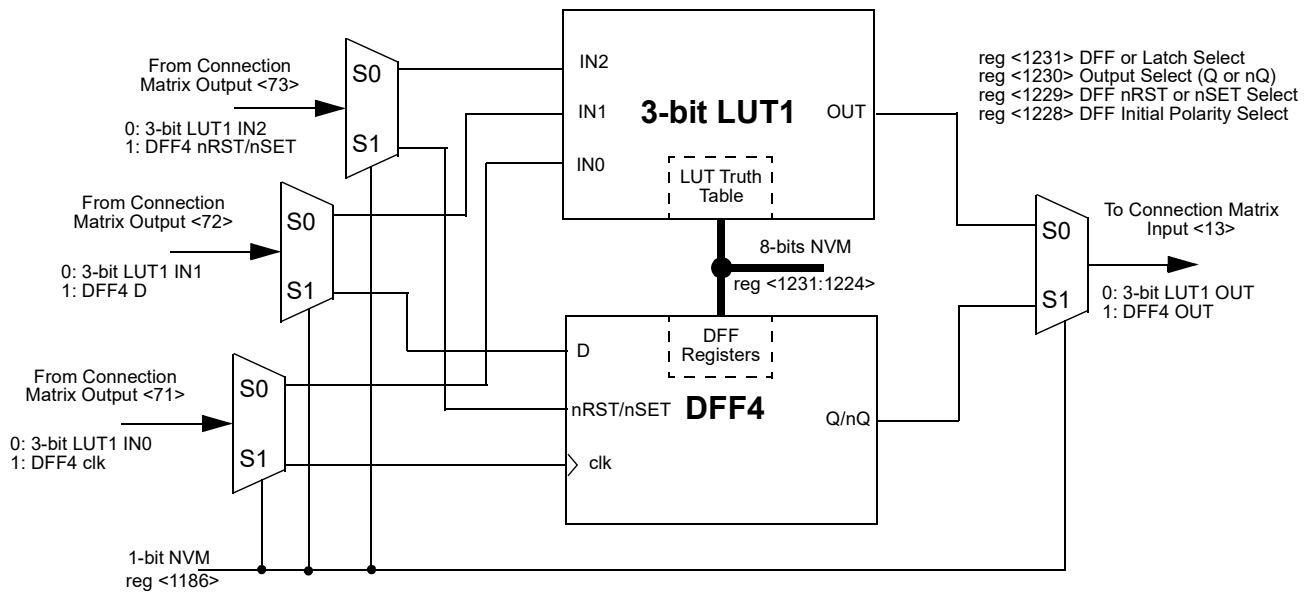 From Connection
Matrix Output <73>
0: 3-bit LUT1 IN2
1: DFF4 nRST/nSET
S0
S1
From Connection
Matrix Output <72>
0: 3-bit LUT1 IN1
1: DFF4 D
S0
S1
From Connection
Matrix Output <71>
0: 3-bit LUT1 IN0
1: DFF4 clk
S0
S1
1-bit NVM
reg <1186>
IN2
IN1
IN0
3-bit LUT1
OUT
LUT Truth
Table
8-bits NVM
reg <1231:1224>
DFF
Registers
D
nRST/nSET
DFF4
clk
Q/nQ
reg <1231> DFF or Latch Select
reg <1230> Output Select (Q or nQ)
reg <1229> DFF nRST or nSET Select
reg <1228> DFF Initial Polarity Select
S0
S1
To Connection Matrix
Input <13>
0: 3-bit LUT1 OUT
1: DFF4 OUT